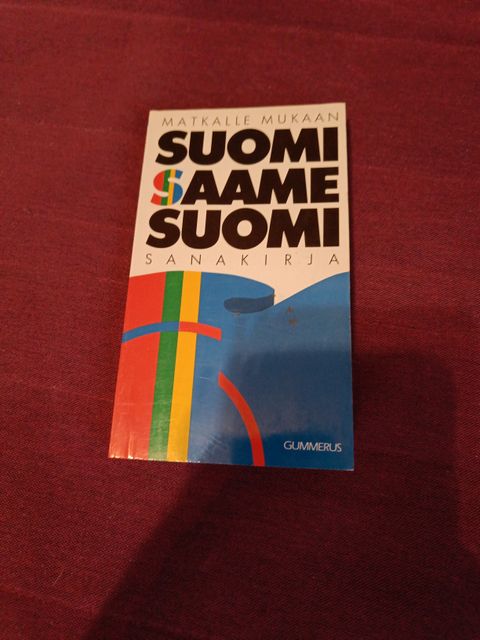 MATKALLE MUKAAN
SUOMI
SAAME
SUOMI
SANAKIRJA
GUMMERUS